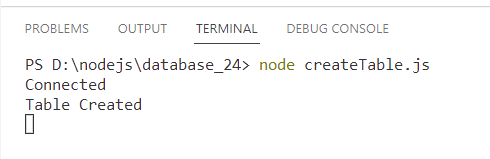 PROBLEMS OUTPUT TERMINAL DEBUG CONSOLE
PS D:\nodejs\database_24> node createTable.js
Connected
Table Created